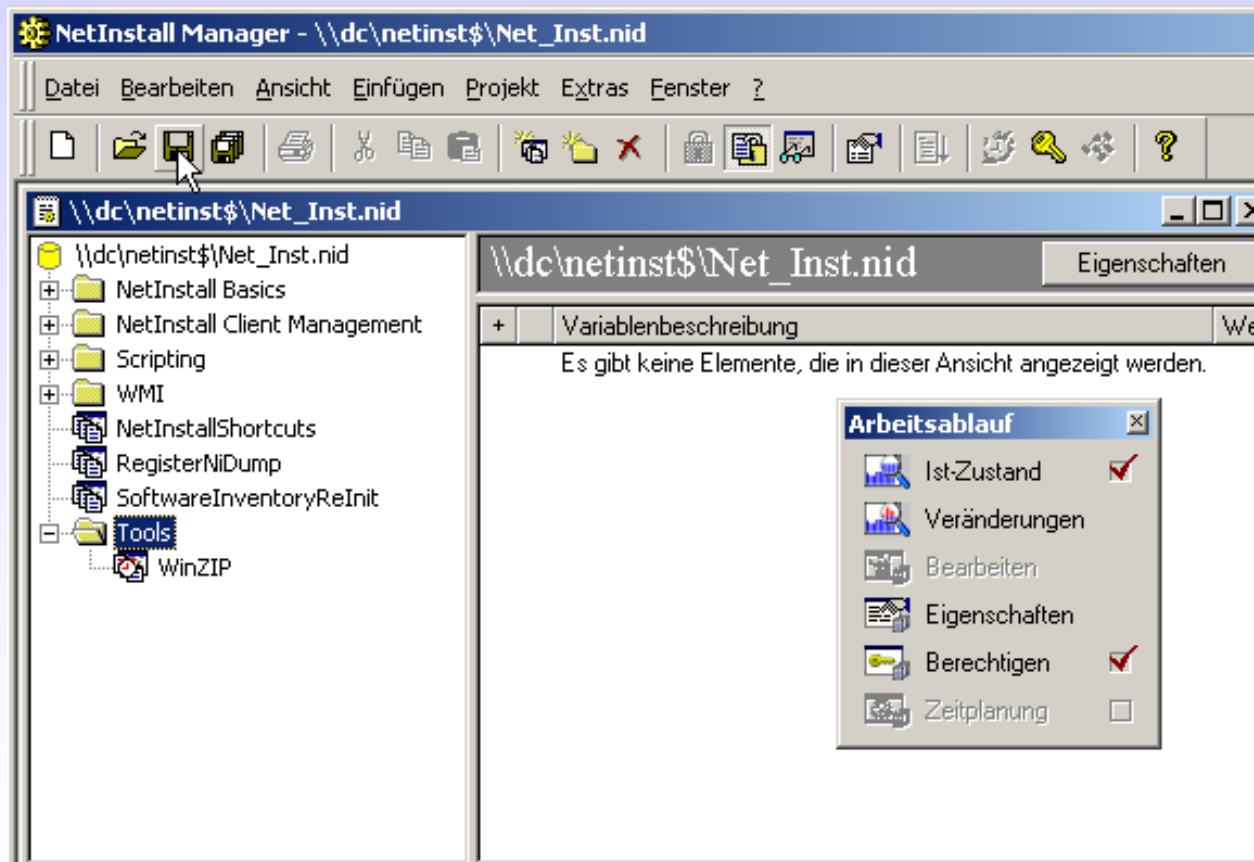 NetInstall Manager - \\dc\netinst$\Net_Inst.nid
Datei Bearbeiten Ansicht Einfügen Projekt Extras Fenster ?
\\dc\netinst$\Net_Inst.nid
\\dc\netinst$\Net_Inst.nid
NetInstall Basics
NetInstall Client Management
Scripting
WMI
NetInstallShortcuts
RegisterNiDump
SoftwareInventoryReInit
Tools
WinZIP
\\dc\netinst$\Net_Inst.nid Eigenschaften
+ Variablenbeschreibung We
Es gibt keine Elemente, die in dieser Ansicht angezeigt werden.
Arbeitsablauf
Ist-Zustand
Veränderungen
Bearbeiten
Eigenschaften
Berechtigen
Zeitplanung